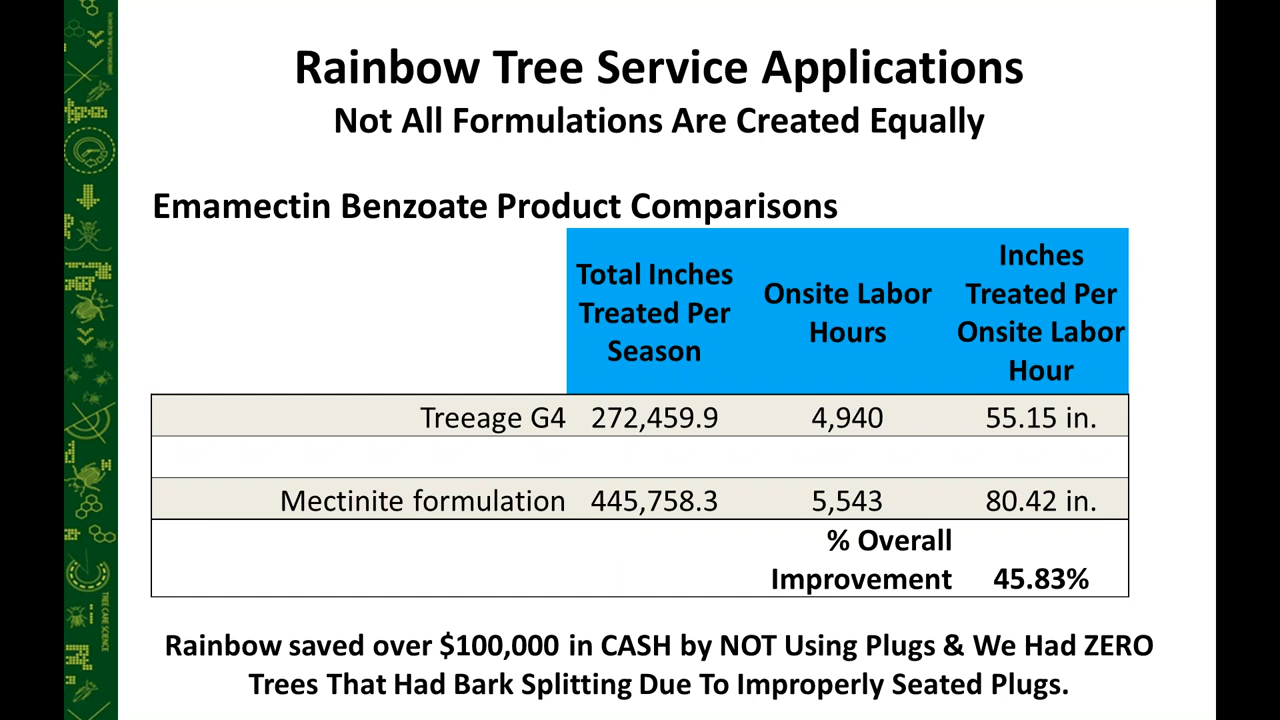 Rainbow Tree Service Applications
Not All Formulations Are Created Equally
Emamectin Benzoate Product Comparisons
Total Inches Treated Per Season
Onsite Labor Hours
Inches Treated Per Onsite Labor Hour
Treeage G4 272,459.9 4,940 55.15 in.
Mectinite formulation 445,758.3 5,543 80.42 in.
% Overall Improvement 45.83%
Rainbow saved over $100,000 in CASH by NOT Using Plugs & We Had ZERO
Trees That Had Bark Splitting Due To Improperly Seated Plugs.
TREE CARE SCIENCE